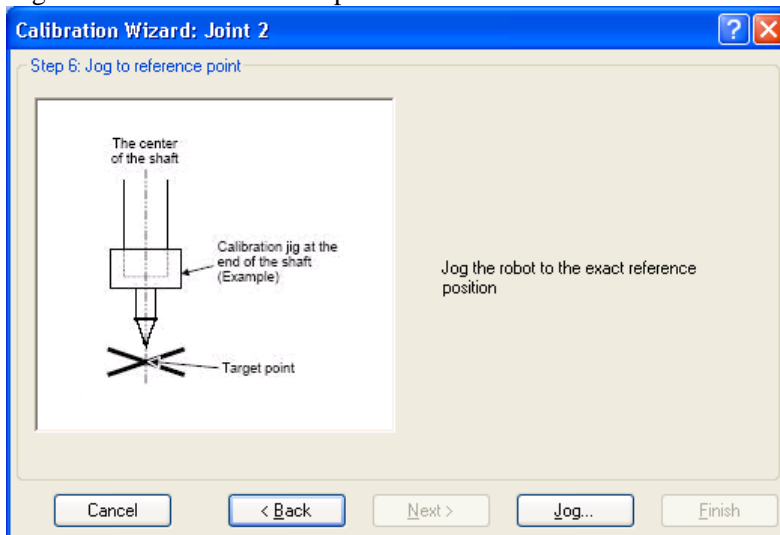 Calibration Wizard: Joint 2
Step 6: Jog to reference point
The center
of the shaft
Calibration jig at the
end of the shaft
(Example)
Target point
Jog the robot to the exact reference
position
Cancel
< Back
Next >
Jog...
Finish